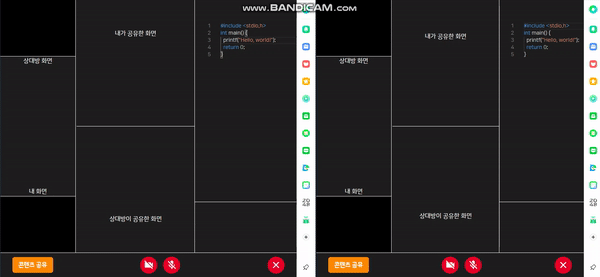 www.BANDICAM.com
내가 공유한 화면
상대방 화면
내 화면
상대방이 공유한 화면
1 #include <stdio.h>
2 int main() {
3 printf("Hello, world!");
4 return 0;
5 }
콘텐츠 공유
내가 공유한 화면
상대방 화면
내 화면
상대방이 공유한 화면
1 #include <stdio.h>
2 int main() {
3 printf("Hello, world!");
4 return 0;
5 }
콘텐츠 공유